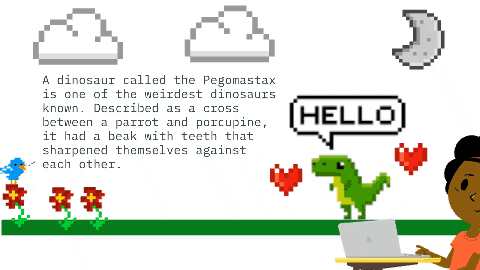 A dinosaur called the Pegomastax
is one of the weirdest dinosaurs
known. Described as a cross
between a parrot and porcupine,
it had a beak with teeth that
sharpened themselves against
each other.
HELLO